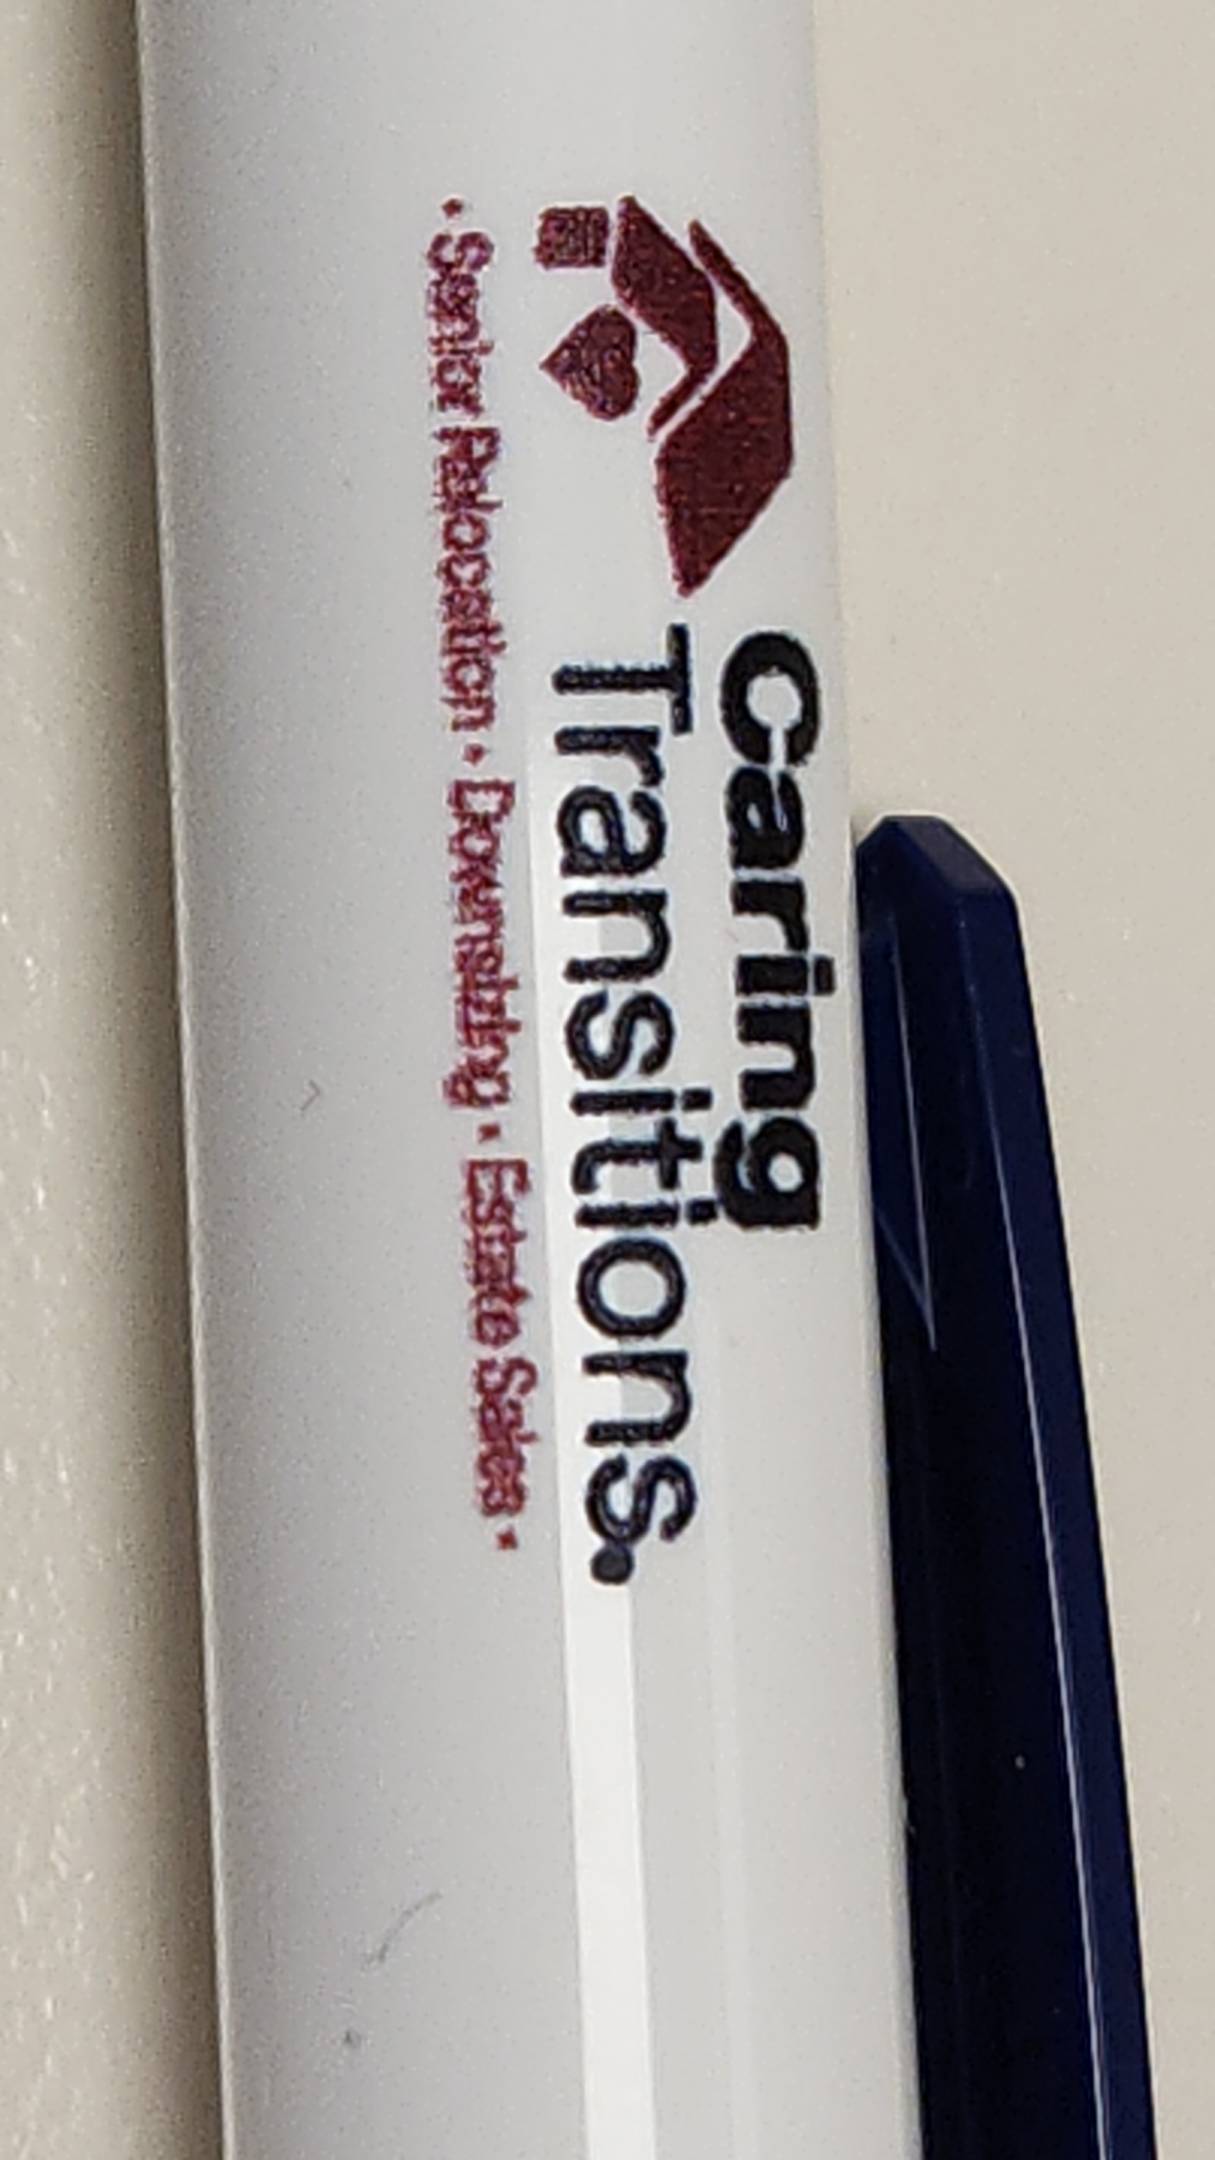 Caring
Transitions.
• Senior Relocation • Downsizing • Estate Sales •